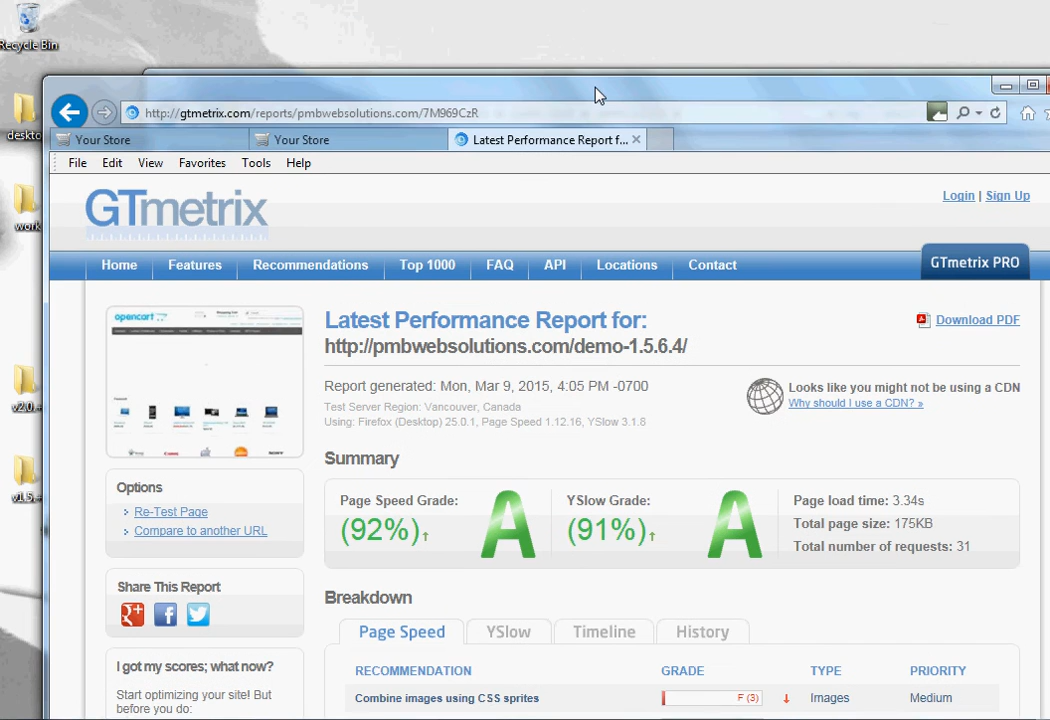 Recycle Bin
deskto
work
v2.0.
v1.5.
http://gtmetrix.com/reports/pmbwebsolutions.com/7M969CzR
Your Store
Your Store
Latest Performance Report f...
File Edit View Favorites Tools Help
GTmetrix
Login | Sign Up
Home Features Recommendations Top 1000 FAQ API Locations Contact
GTmetrix PRO
opencart
Latest Performance Report for:
http://pmbwebsolutions.com/demo-1.5.6.4/
Download PDF
Report generated: Mon, Mar 9, 2015, 4:05 PM -0700
Test Server Region: Vancouver, Canada
Using: Firefox (Desktop) 25.0.1, Page Speed 1.12.16, YSlow 3.1.8
Looks like you might not be using a CDN
Why should I use a CDN? »
Options
Re-Test Page
Compare to another URL
Share This Report
I got my scores; what now?
Start optimizing your site! But
before you do:
Summary
Page Speed Grade:
(92%)↑
A
YSlow Grade:
(91%)↑
A
Page load time: 3.34s
Total page size: 175KB
Total number of requests: 31
Breakdown
Page Speed YSlow Timeline History
RECOMMENDATION GRADE TYPE PRIORITY
Combine images using CSS sprites F (3) ↓ Images Medium